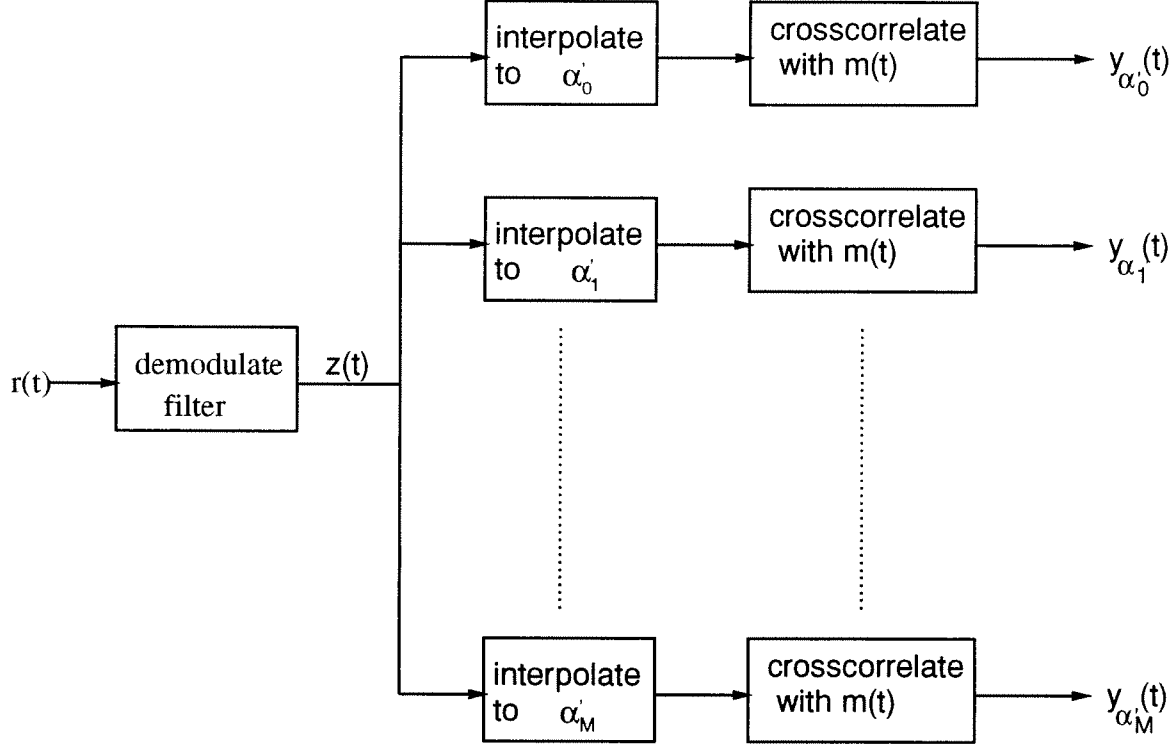 interpolate
to α'₀
crosscorrelate
with m(t)
y_α'₀(t)
interpolate
to α'₁
crosscorrelate
with m(t)
y_α'₁(t)
r(t)
demodulate
filter
z(t)
interpolate
to α'_M
crosscorrelate
with m(t)
y_α'_M(t)